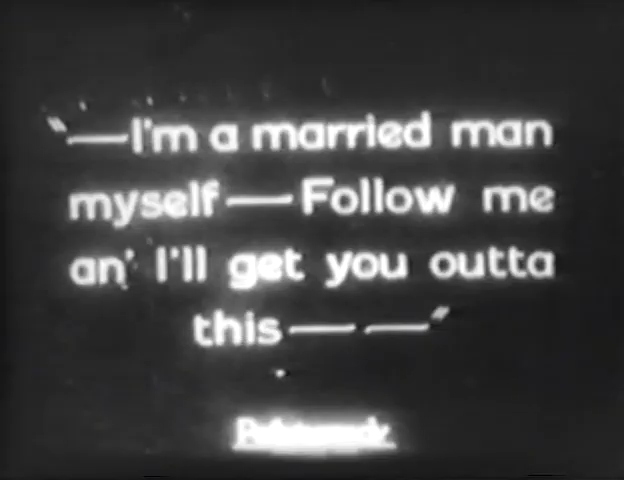 "—I'm a married man
myself—Follow me
an' I'll get you outta
this— —"